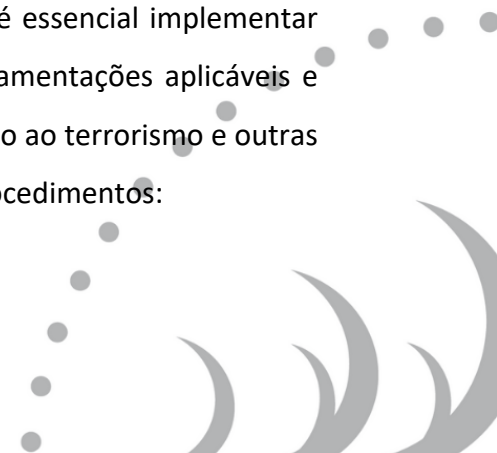 é essencial implementar
amentações aplicáveis e
o ao terrorismo e outras
ocedimentos: